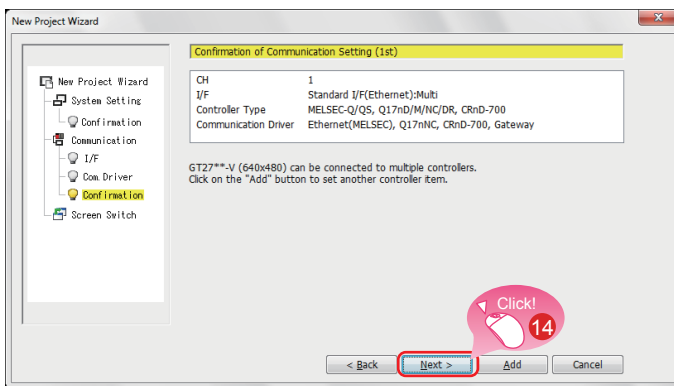 New Project Wizard
Confirmation of Communication Setting (1st)
New Project Wizard
System Setting
Confirmation
Communication
I/F
Com. Driver
Confirmation
Screen Switch
CH 1
I/F Standard I/F(Ethernet):Multi
Controller Type MELSEC-Q/QS, Q17nD/M/NC/DR, CRnD-700
Communication Driver Ethernet(MELSEC), Q17nNC, CRnD-700, Gateway
GT27**-V (640x480) can be connected to multiple controllers.
Click on the "Add" button to set another controller item.
Click!
14
< Back Next > Add Cancel